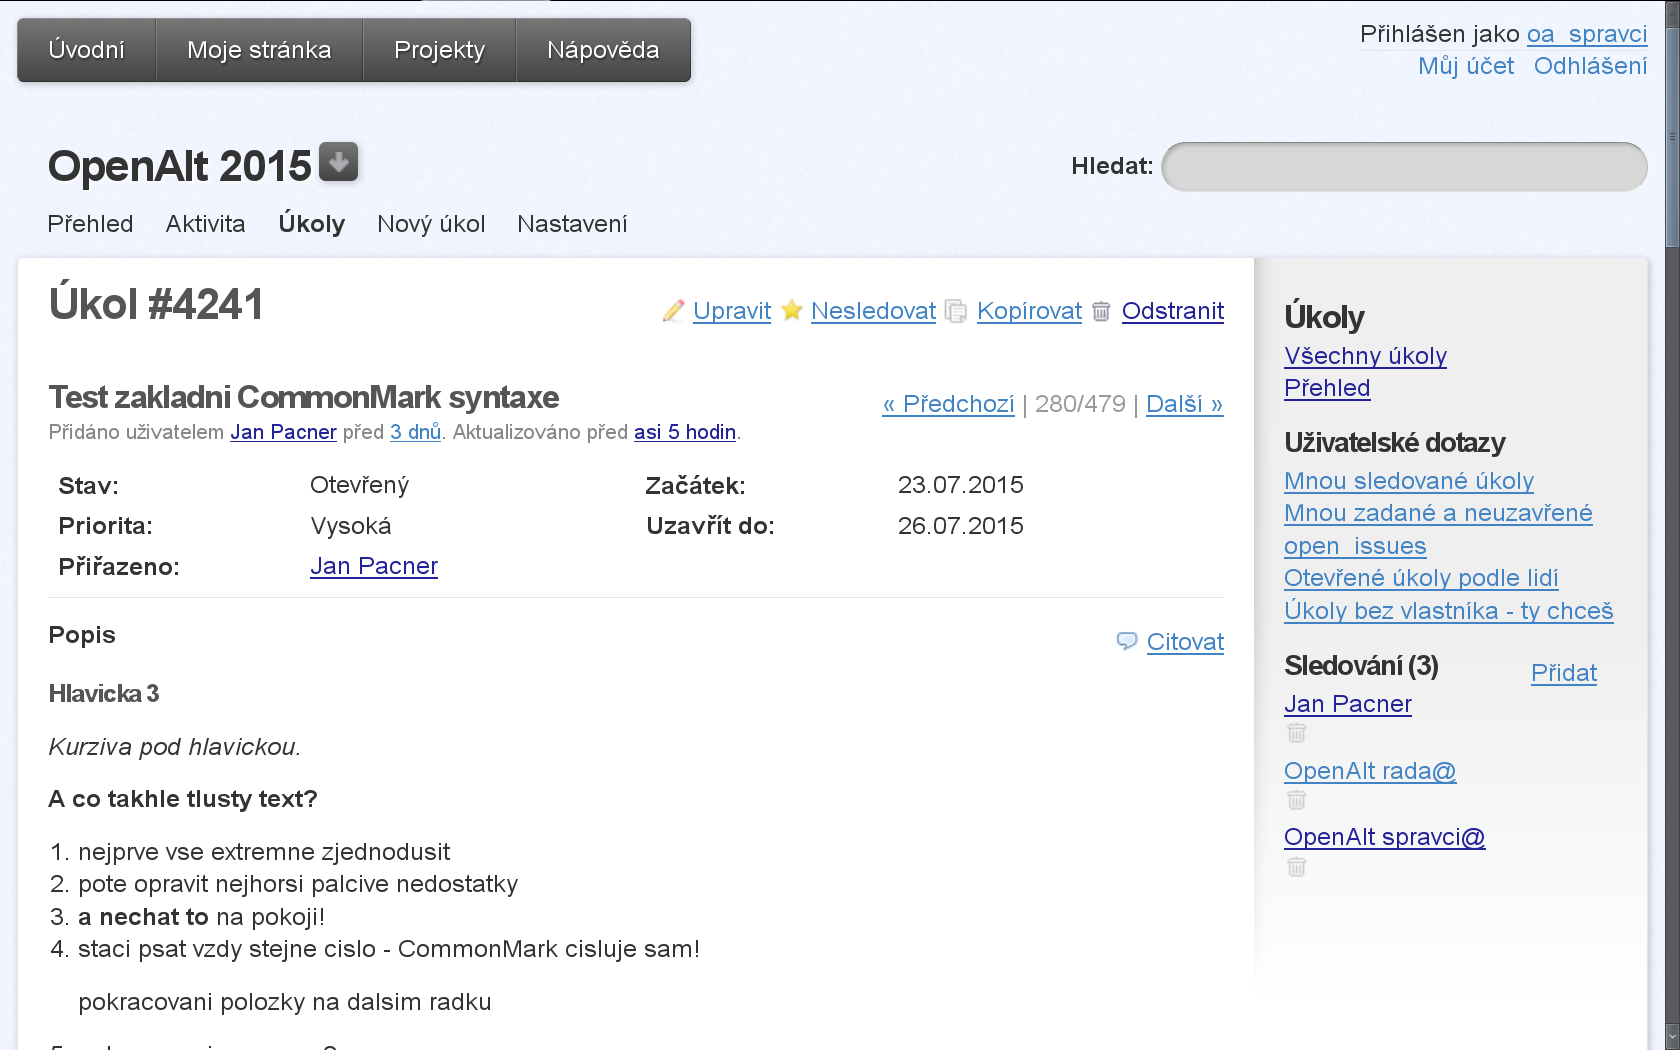 Úvodní Moje stránka Projekty Nápověda
Přihlášen jako oa_spravci
Můj účet Odhlášení
OpenAlt 2015
Hledat:
Přehled Aktivita Úkoly Nový úkol Nastavení
Úkol #4241
Upravit Nesledovat Kopírovat Odstranit
Test zakladni CommonMark syntaxe
« Předchozí | 280/479 | Další »
Přidáno uživatelem Jan Pacner před 3 dnů. Aktualizováno před asi 5 hodin.
Stav: Otevřený Začátek: 23.07.2015
Priorita: Vysoká Uzavřít do: 26.07.2015
Přiřazeno: Jan Pacner
Popis
Citovat
Hlavicka 3
Kurziva pod hlavickou.
A co takhle tlusty text?
1. nejprve vse extremne zjednodusit
2. pote opravit nejhorsi palcive nedostatky
3. a nechat to na pokoji!
4. staci psat vzdy stejne cislo - CommonMark cisluje sam!
pokracovani polozky na dalsim radku
Úkoly
Všechny úkoly
Přehled
Uživatelské dotazy
Mnou sledované úkoly
Mnou zadané a neuzavřené
open_issues
Otevřené úkoly podle lidí
Úkoly bez vlastníka - ty chceš
Sledování (3) Přidat
Jan Pacner
OpenAlt rada@
OpenAlt spravci@